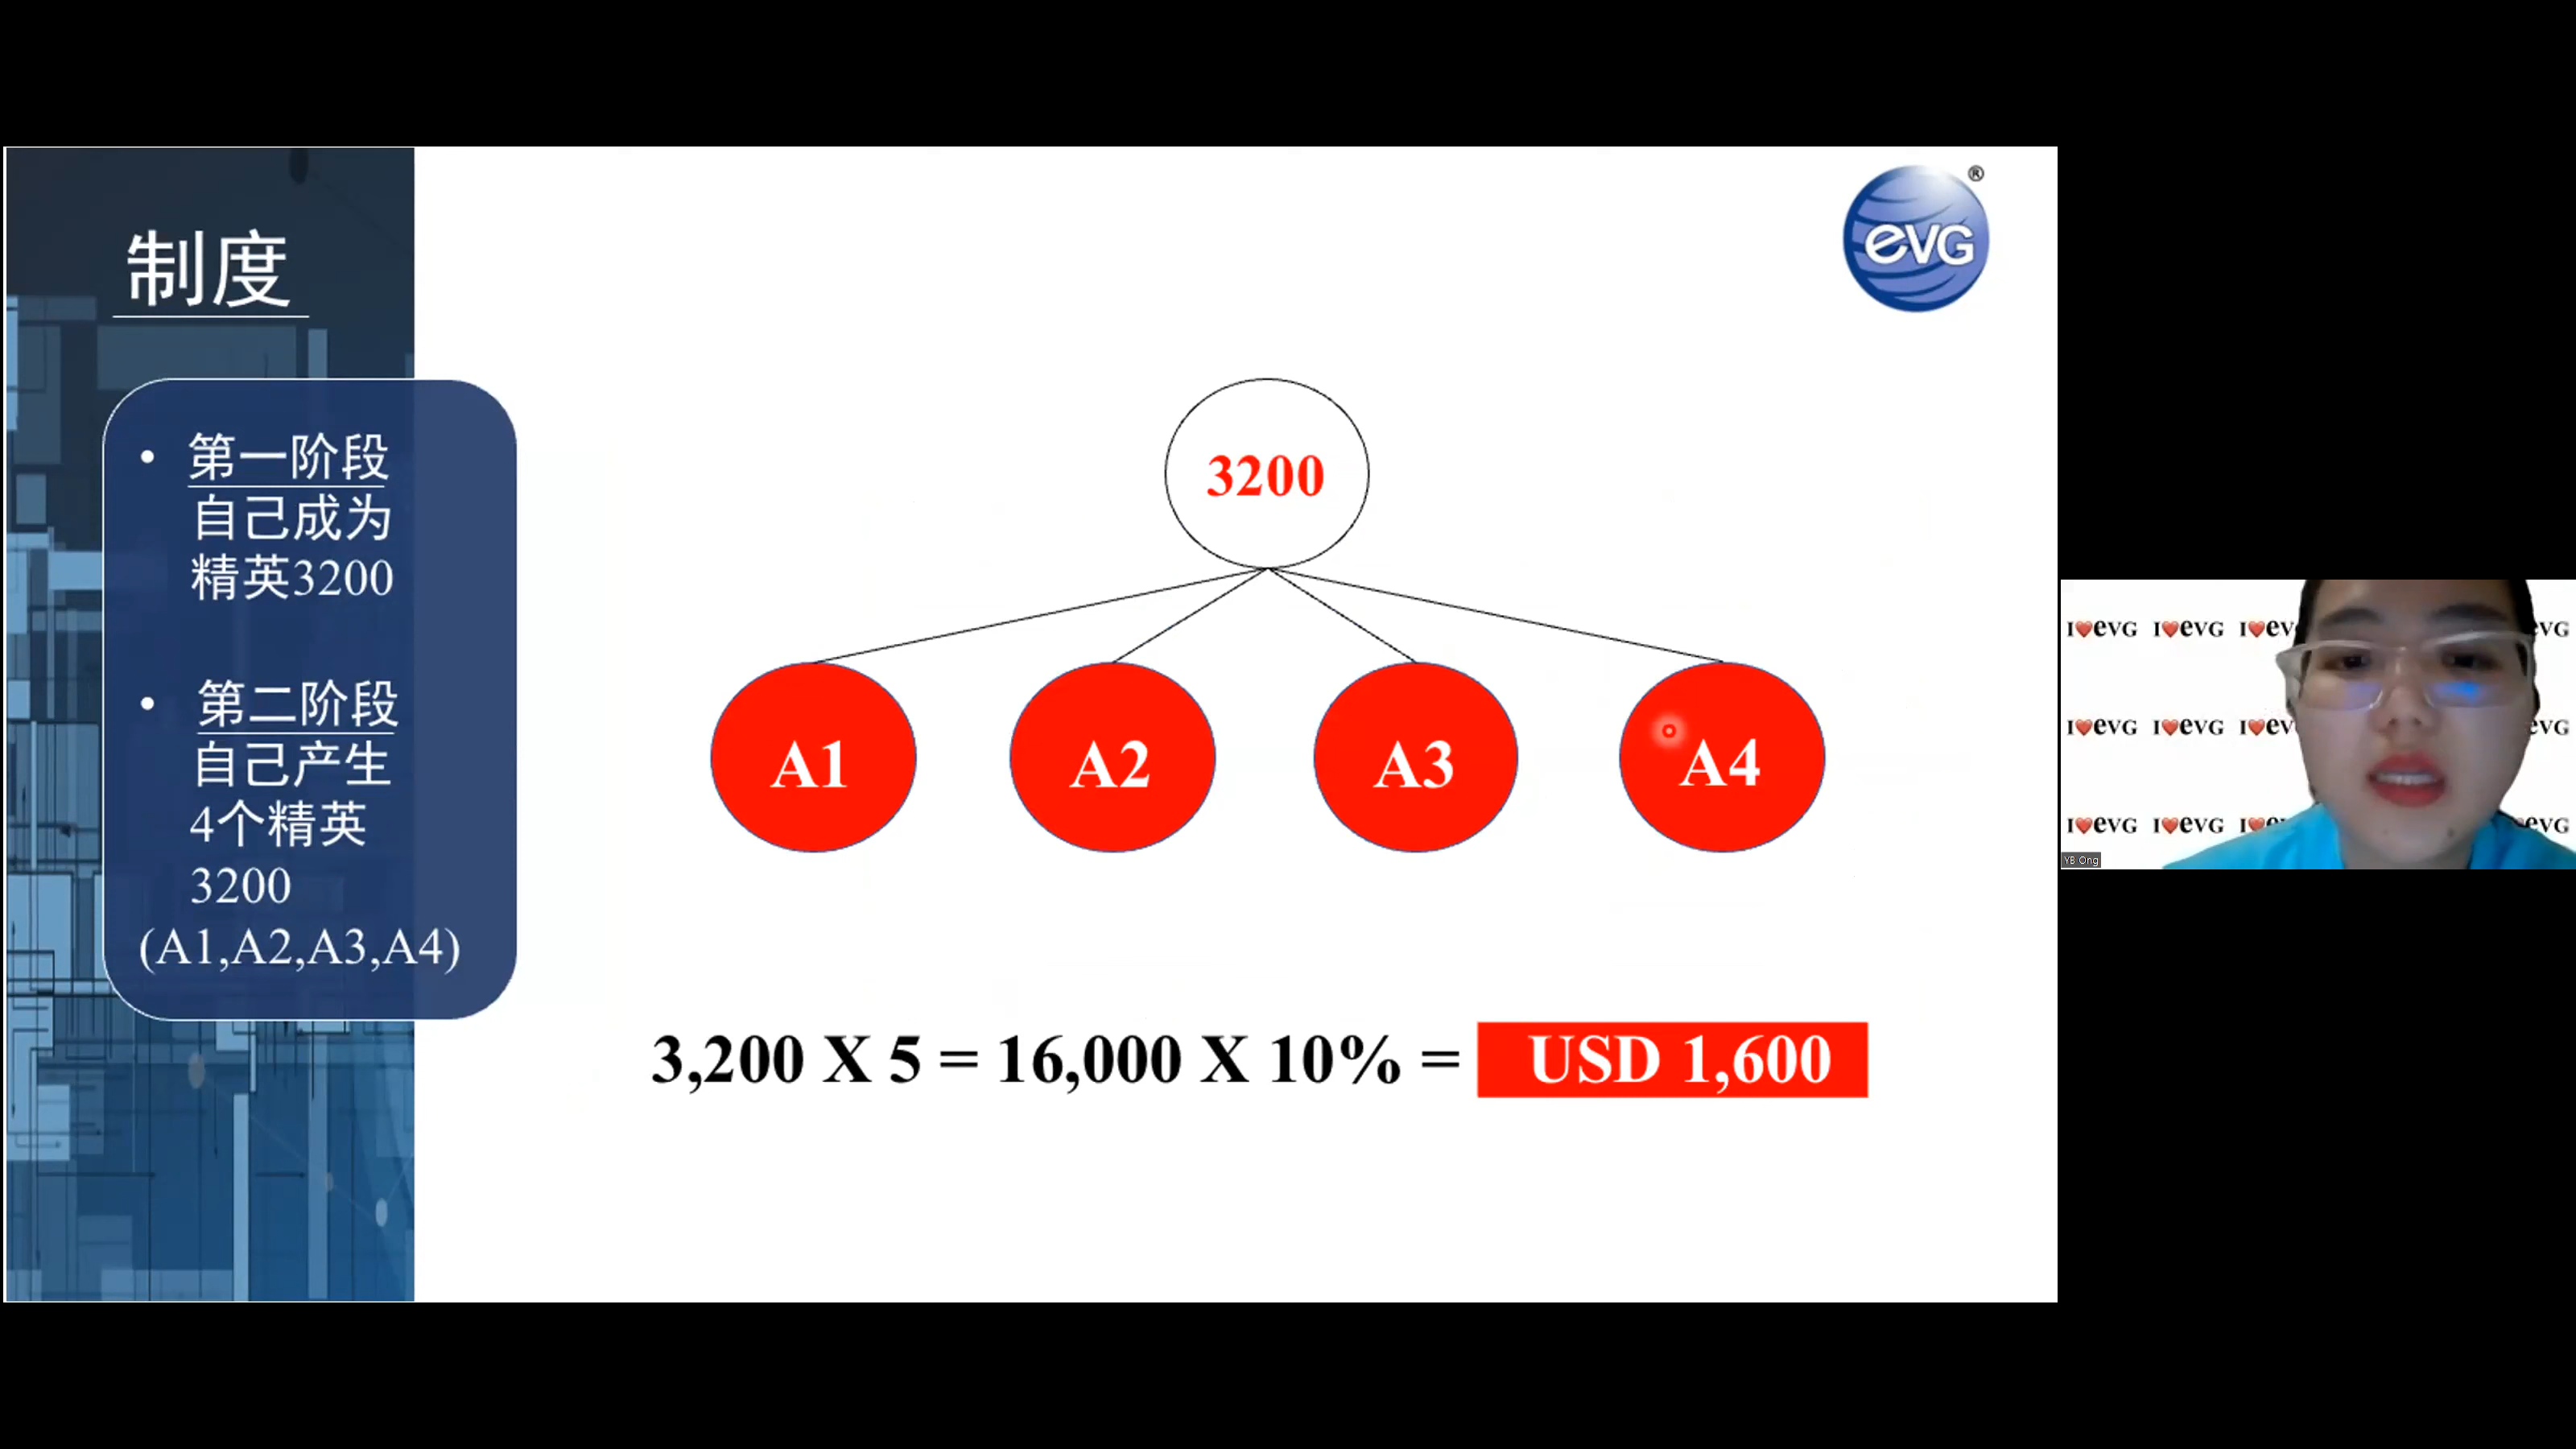 制度
• 第一阶段
自己成为
精英3200
• 第二阶段
自己产生
4个精英
3200
(A1,A2,A3,A4)
evG ®
3200
A1 A2 A3 A4
3,200 X 5 = 16,000 X 10% = USD 1,600
I❤️evG I❤️evG I❤️ev vG
I❤️evG I❤️evG I❤️ev evG
I❤️evG I❤️evG I❤️e evG
YB Ong